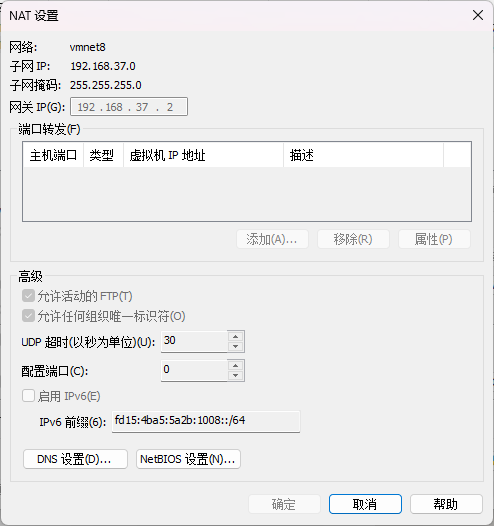 NAT 设置
网络: vmnet8
子网 IP: 192.168.37.0
子网掩码: 255.255.255.0
网关 IP(G): 192 . 168 . 37 . 2
端口转发(F)
主机端口 类型 虚拟机 IP 地址 描述
添加(A)... 移除(R) 属性(P)
高级
允许活动的 FTP(T)
允许任何组织唯一标识符(O)
UDP 超时(以秒为单位)(U): 30
配置端口(C): 0
启用 IPv6(E)
IPv6 前缀(6): fd15:4ba5:5a2b:1008::/64
DNS 设置(D)... NetBIOS 设置(N)...
确定 取消 帮助